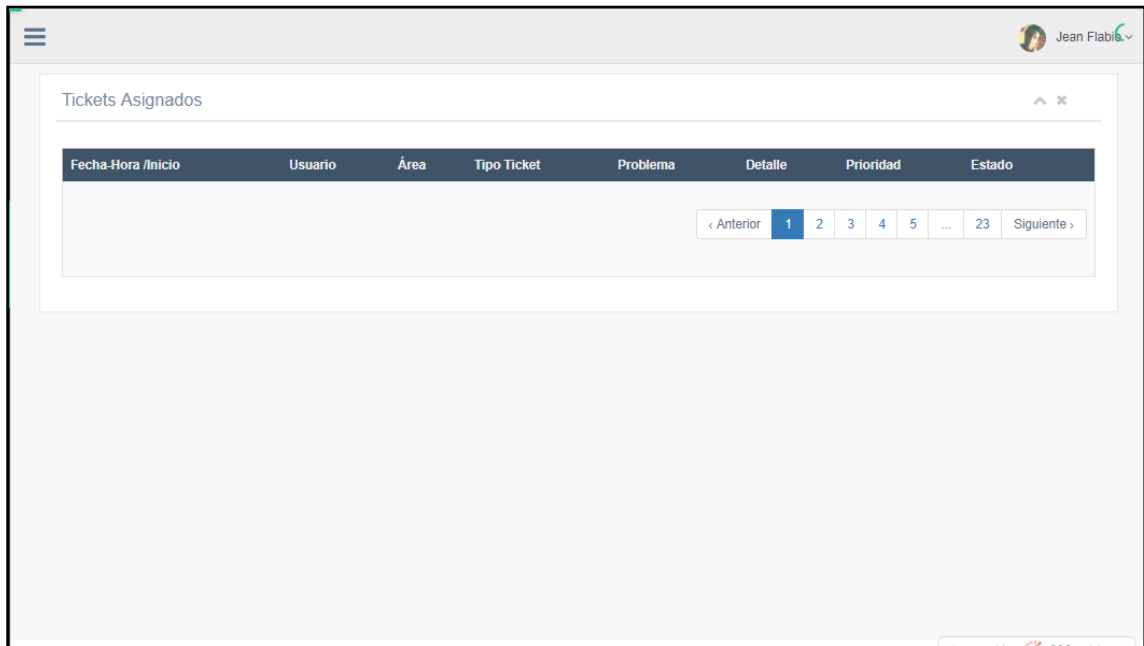 Jean Flabio
Tickets Asignados
Fecha-Hora /Inicio Usuario Área Tipo Ticket Problema Detalle Prioridad Estado
‹ Anterior 1 2 3 4 5 ... 23 Siguiente ›